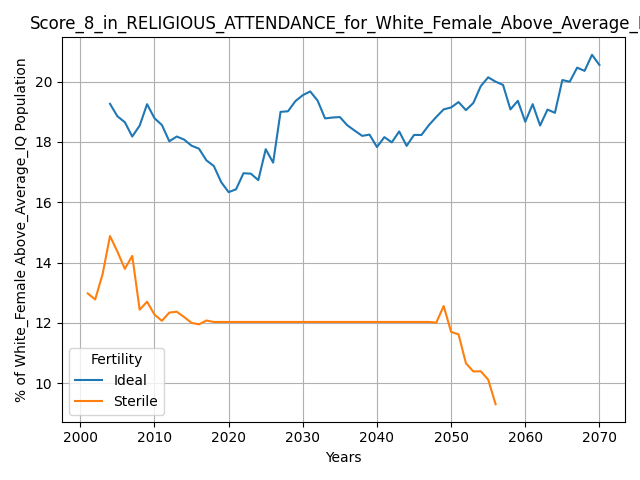 Score_8_in_RELIGIOUS_ATTENDANCE_for_White_Female_Above_Average_
% of White_Female Above_Average_IQ Population
20
18
16
14
12
10
Fertility
Ideal
Sterile
2000 2010 2020 2030 2040 2050 2060 2070
Years